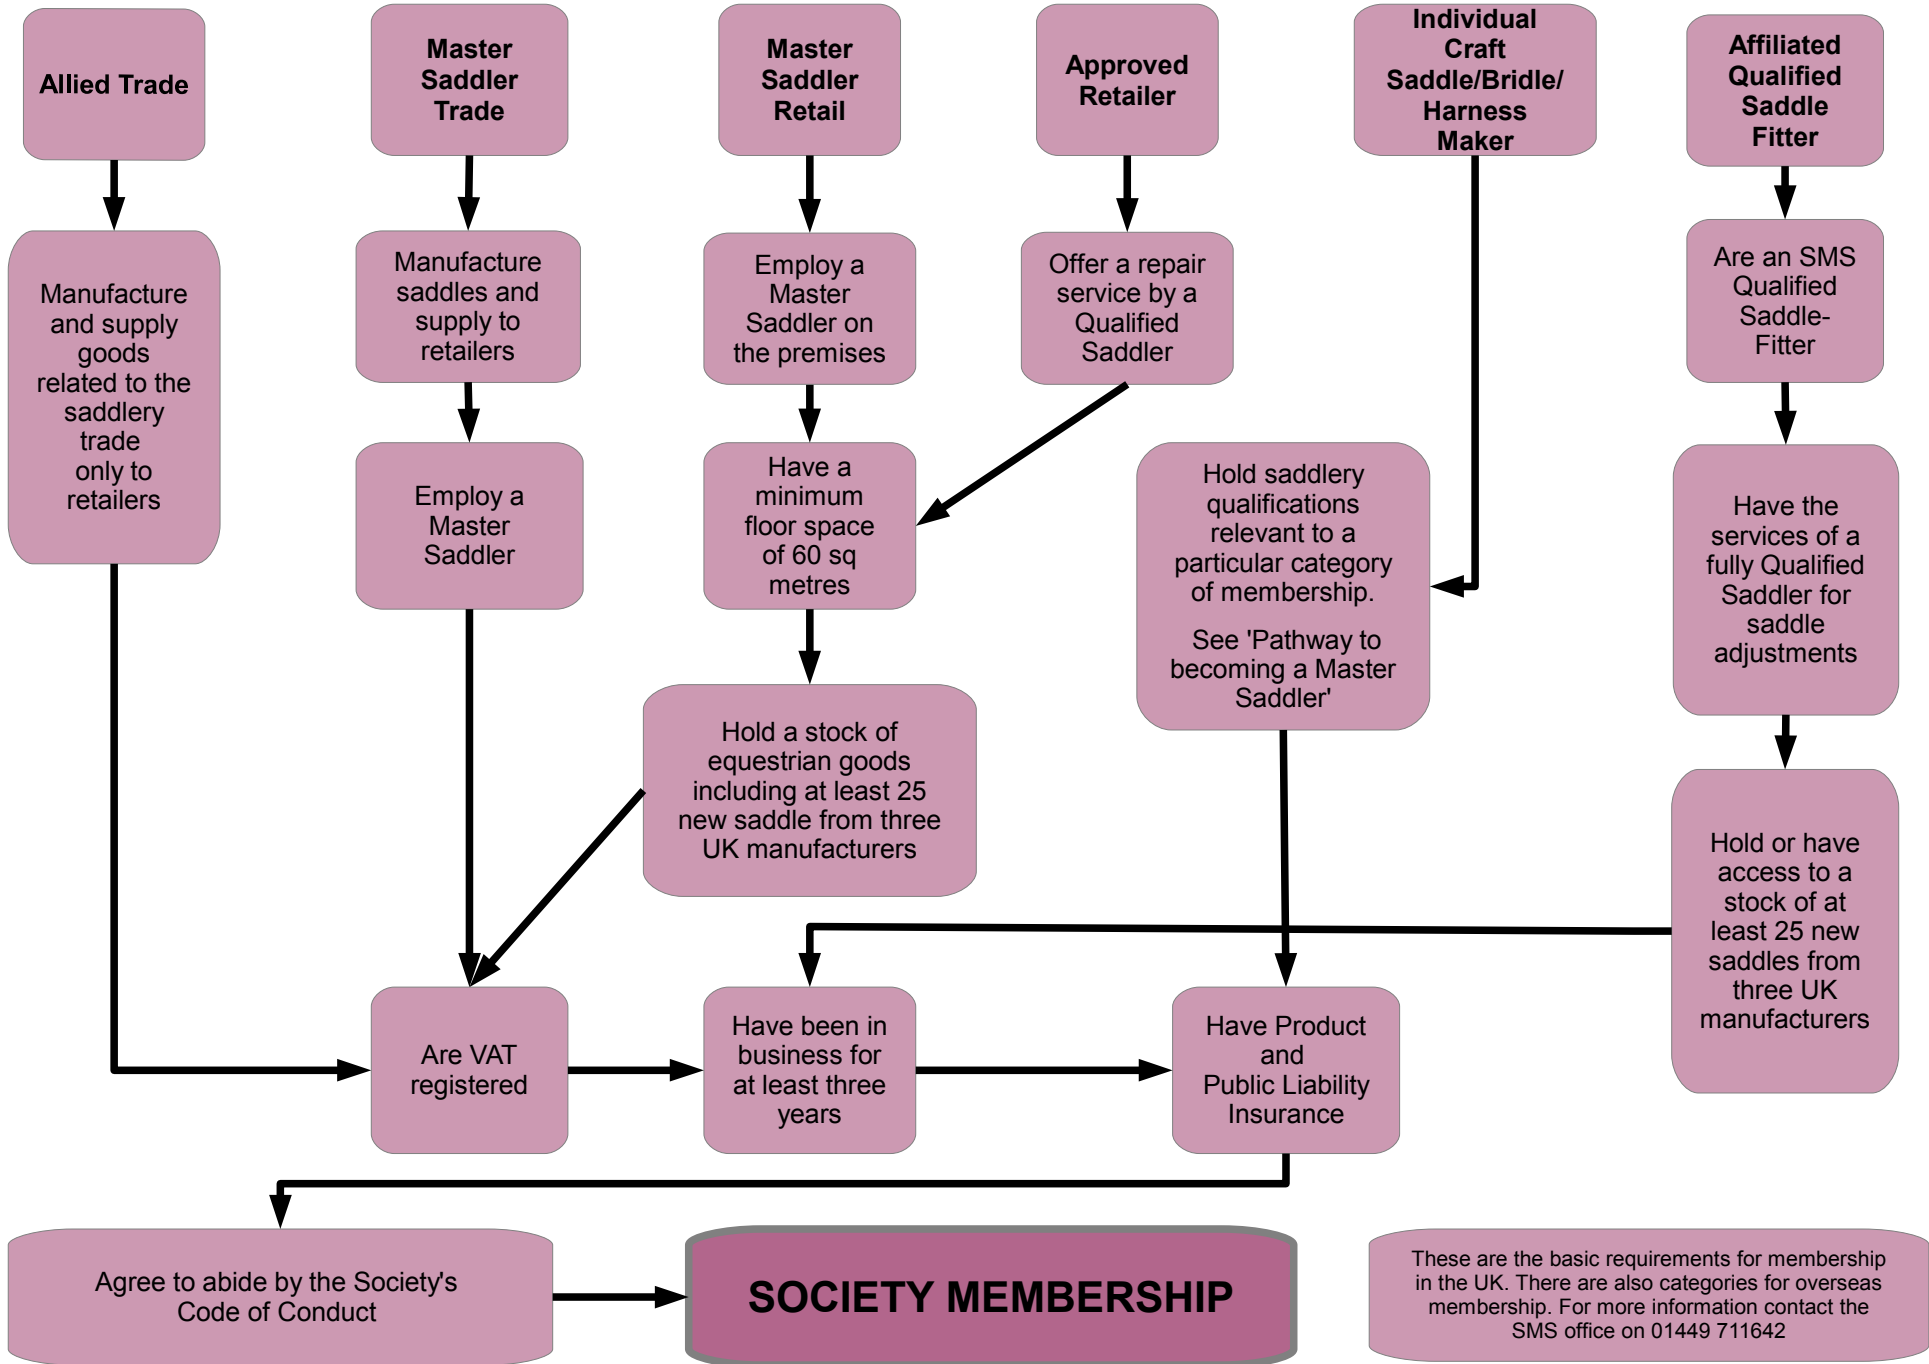 Allied Trade
Master
Saddler
Trade
Master
Saddler
Retail
Approved
Retailer
Individual
Craft
Saddle/Bridle/
Harness
Maker
Affiliated
Qualified
Saddle
Fitter
Manufacture
and supply
goods
related to the
saddlery
trade
only to
retailers
Manufacture
saddles and
supply to
retailers
Employ a
Master
Saddler on
the premises
Offer a repair
service by a
Qualified
Saddler
Are an SMS
Qualified
Saddle-
Fitter
Employ a
Master
Saddler
Have a
minimum
floor space
of 60 sq
metres
Hold saddlery
qualifications
relevant to a
particular category
of membership.
See 'Pathway to
becoming a Master
Saddler'
Have the
services of a
fully Qualified
Saddler for
saddle
adjustments
Hold a stock of
equestrian goods
including at least 25
new saddle from three
UK manufacturers
Hold or have
access to a
stock of at
least 25 new
saddles from
three UK
manufacturers
Are VAT
registered
Have been in
business for
at least three
years
Have Product
and
Public Liability
Insurance
Agree to abide by the Society's
Code of Conduct
SOCIETY MEMBERSHIP
These are the basic requirements for membership
in the UK. There are also categories for overseas
membership. For more information contact the
SMS office on 01449 711642